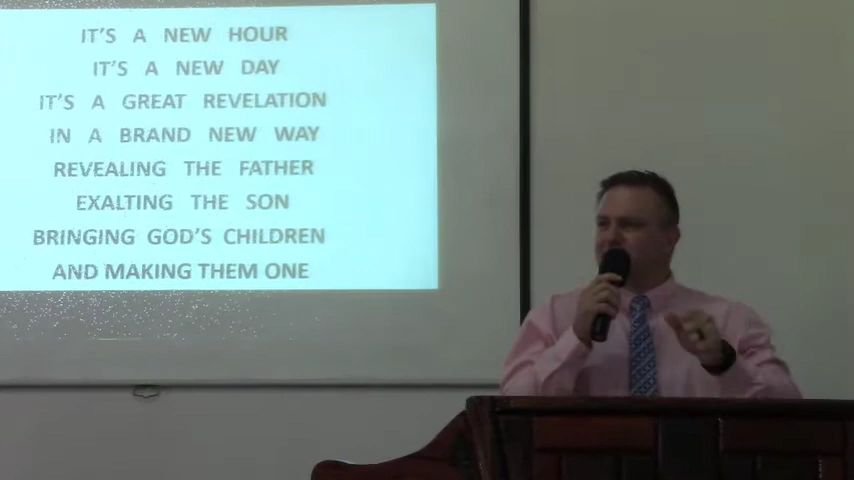 IT'S A NEW HOUR
IT'S A NEW DAY
IT'S A GREAT REVELATION
IN A BRAND NEW WAY
REVEALING THE FATHER
EXALTING THE SON
BRINGING GOD'S CHILDREN
AND MAKING THEM ONE